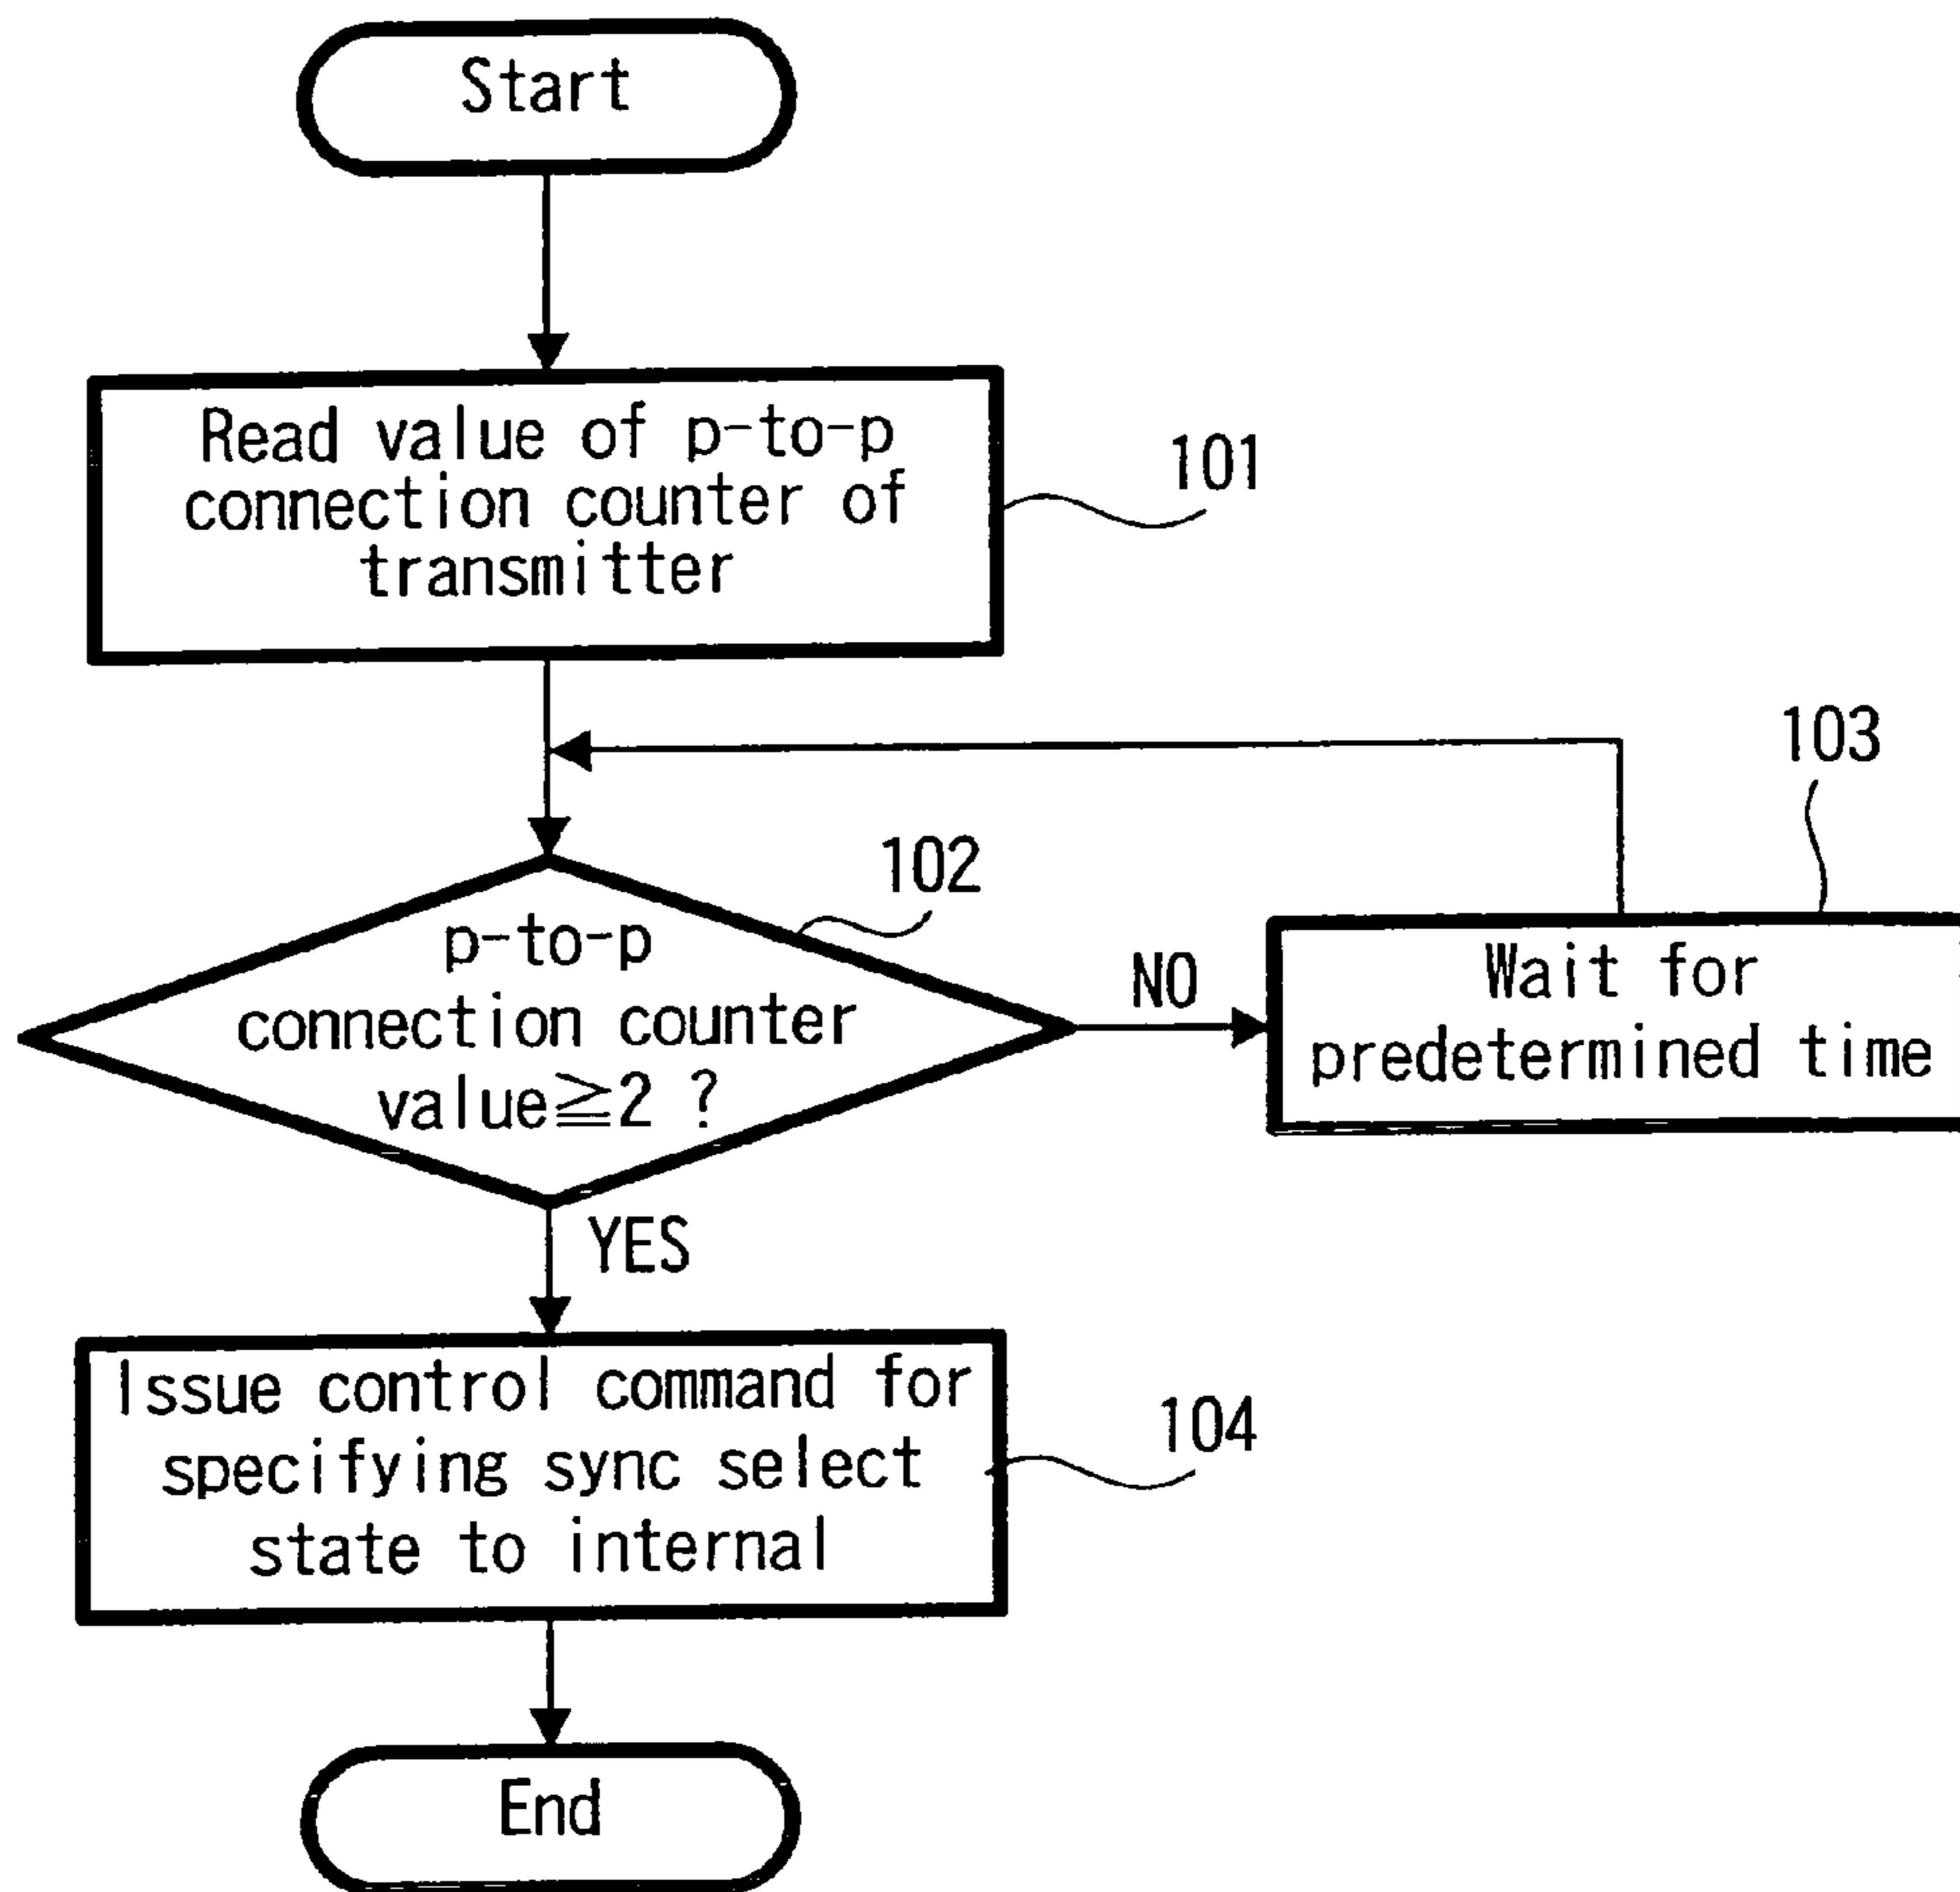 Start
Read value of p-to-p
connection counter of
transmitter
101
103
102
p-to-p
connection counter
value≧2 ?
NO
Wait for
predetermined time
YES
Issue control command for
specifying sync select
state to internal
104
End